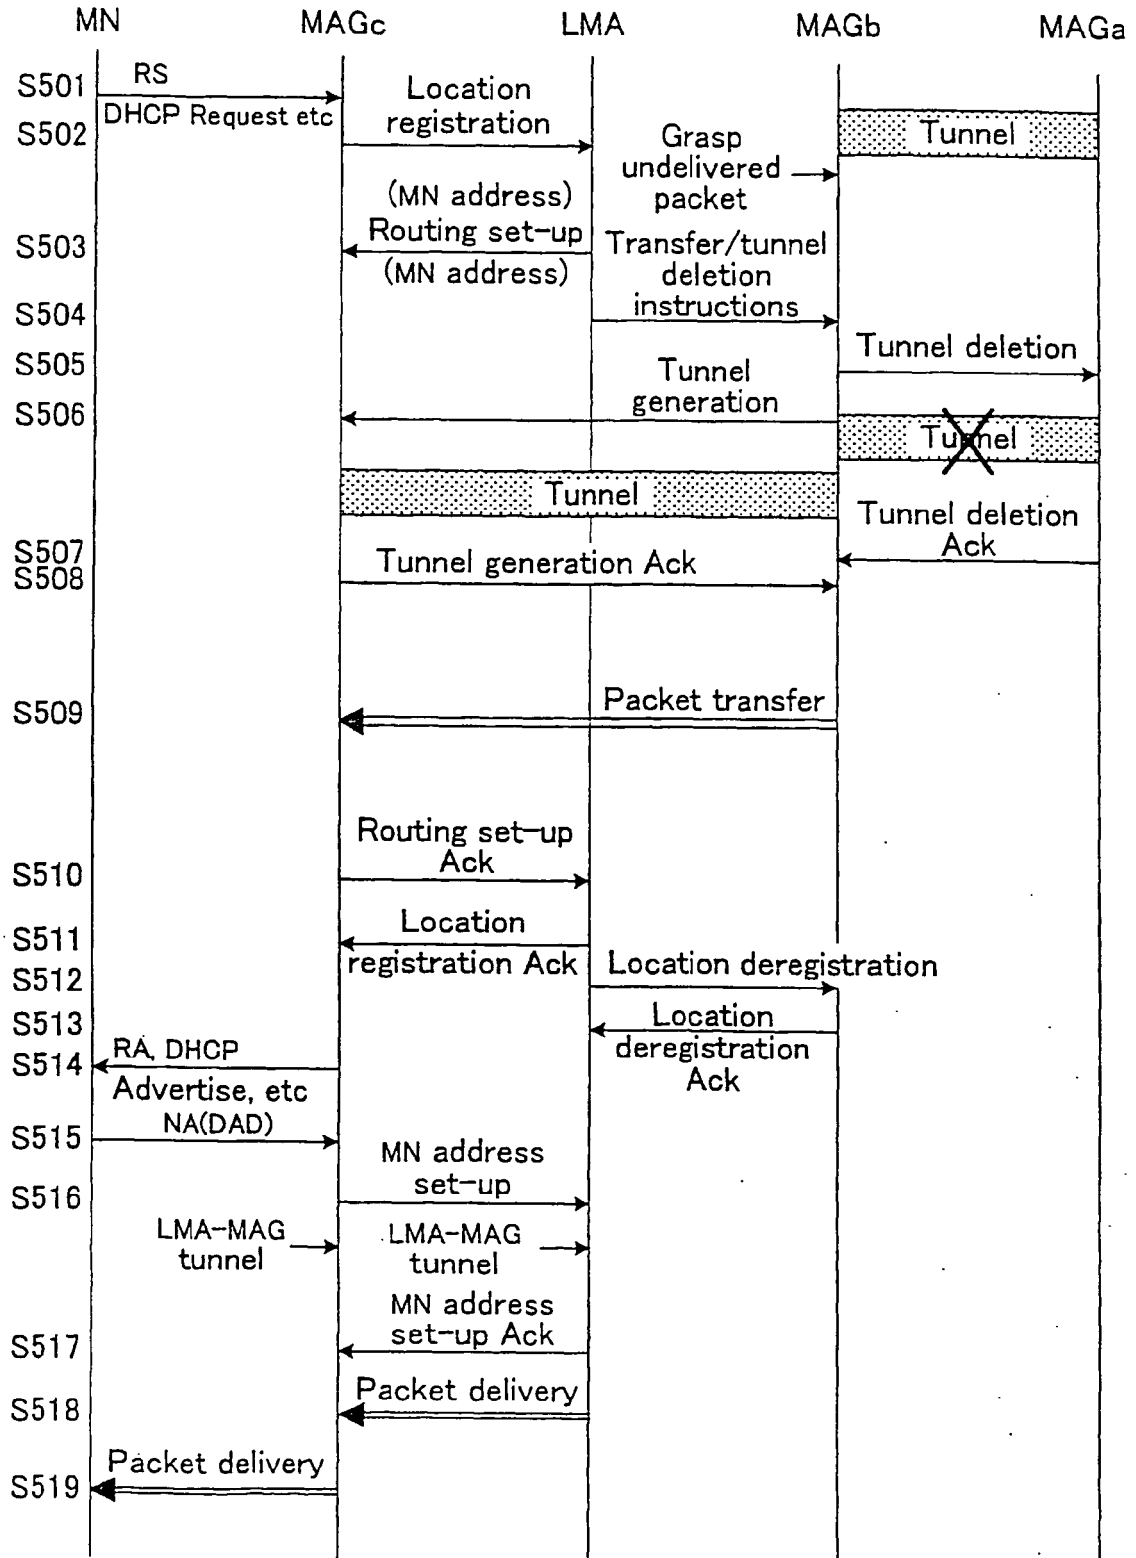 MN MAGc LMA MAGb MAGa
S501 RS
DHCP Request etc
Location
registration
S502
Tunnel
Grasp
undelivered
packet
(MN address)
S503 Routing set-up
(MN address)
Transfer/tunnel
deletion
instructions
S504
S505 Tunnel deletion
Tunnel
generation
S506
Tunnel
Tunnel
Tunnel deletion
Ack
S507
S508 Tunnel generation Ack
S509 Packet transfer
Routing set-up
Ack
S510
S511 Location
registration Ack
S512 Location deregistration
S513 Location
deregistration
Ack
S514 RA, DHCP
Advertise, etc
NA(DAD)
S515
MN address
set-up
S516
LMA-MAG
tunnel
LMA-MAG
tunnel
MN address
set-up Ack
S517
Packet delivery
S518
Packet delivery
S519